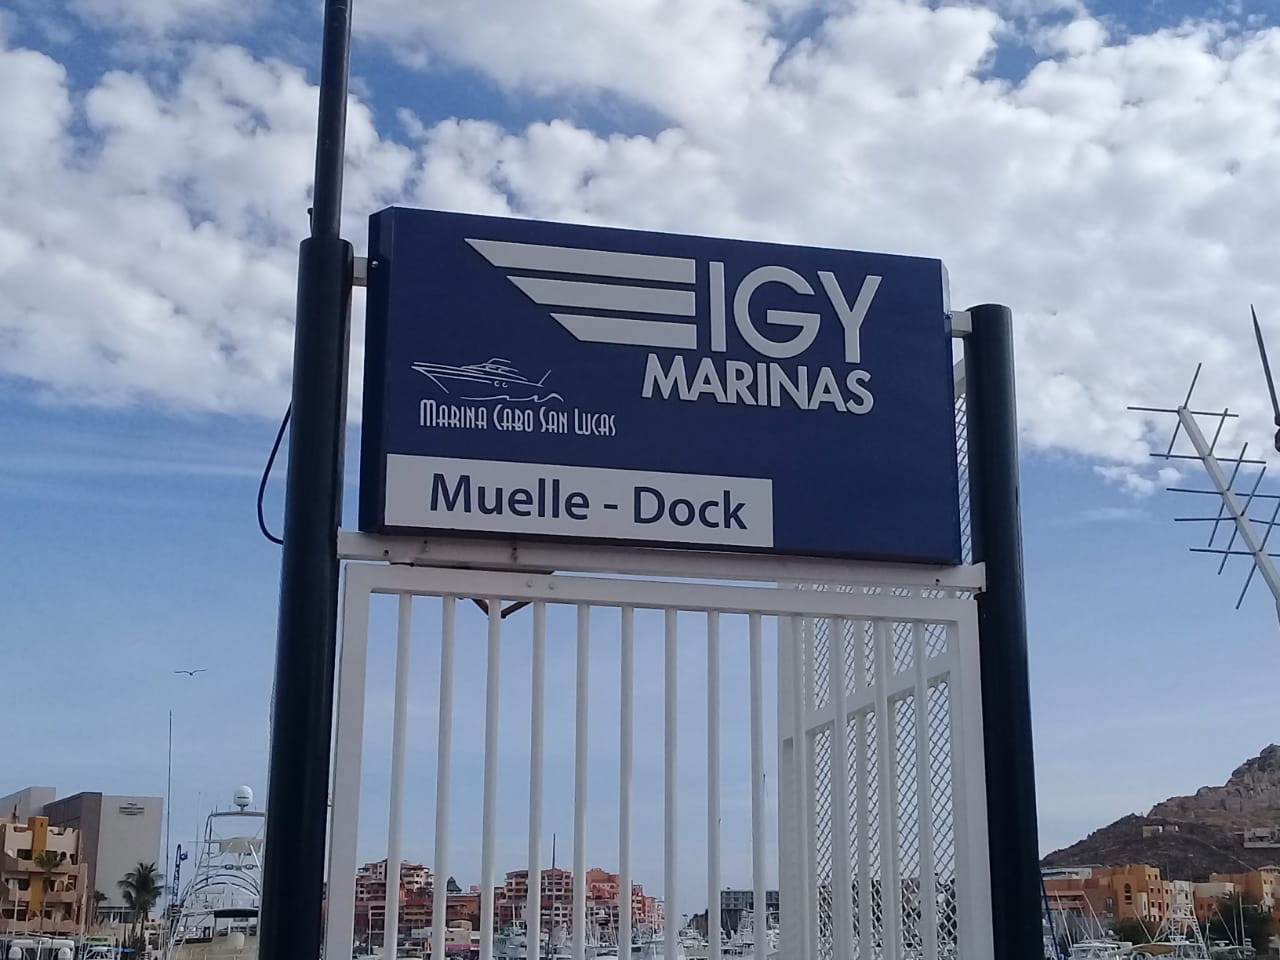 IGY
MARINAS
MARINA CABO SAN LUCAS
Muelle - Dock